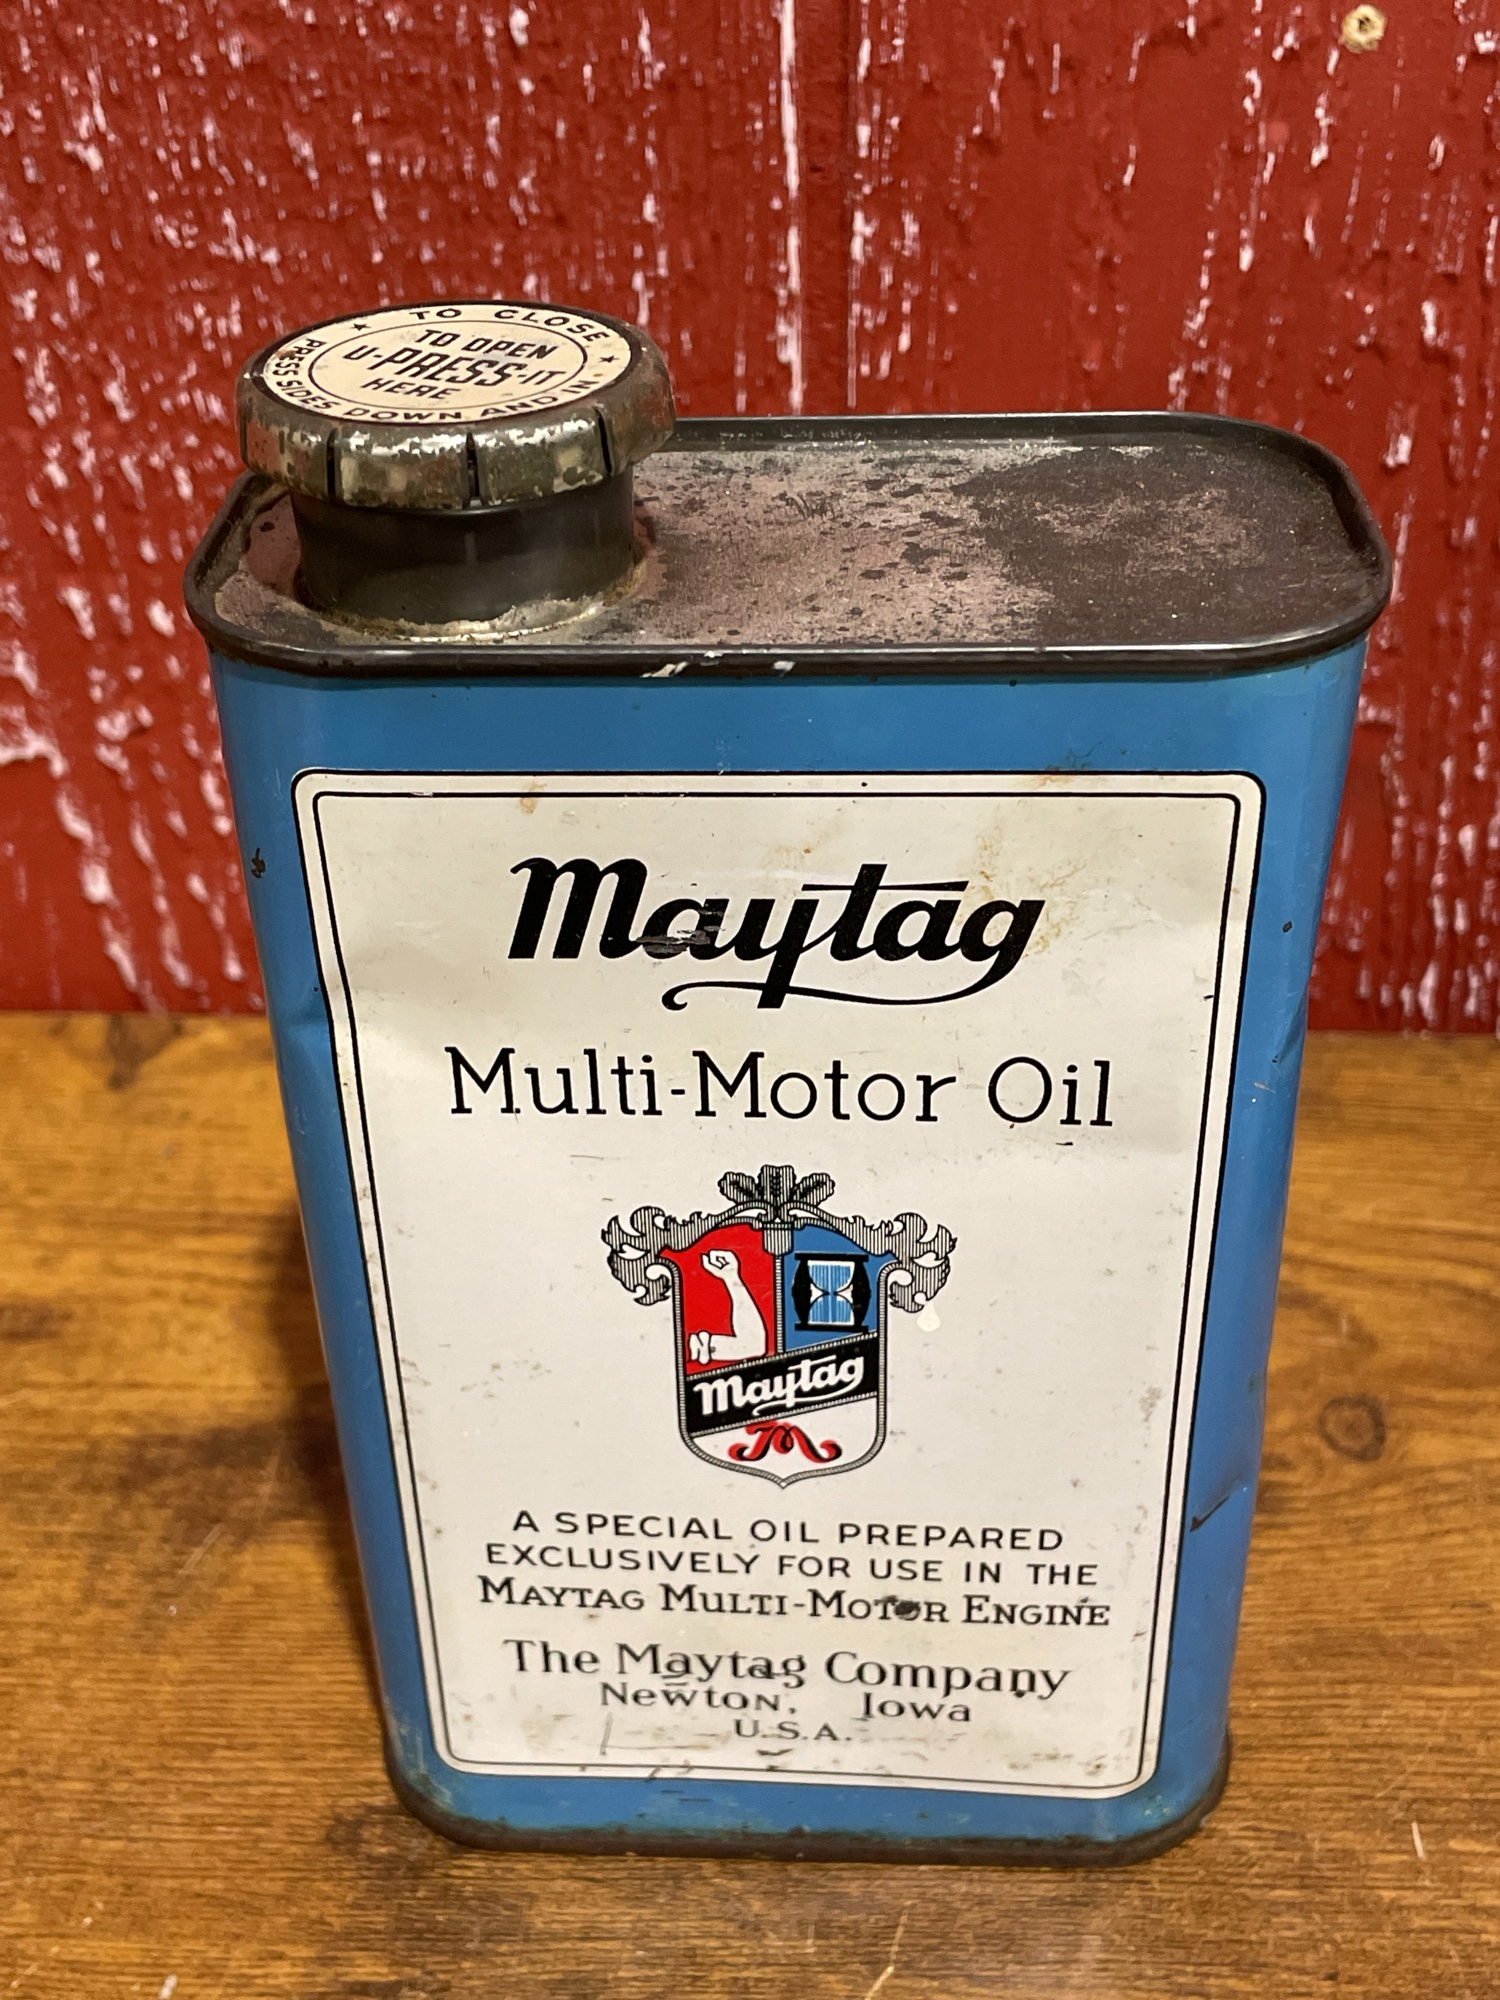 ★ TO CLOSE ★
PRESS SIDES DOWN AND IN.
TO OPEN
U-PRESS-IT
HERE
Maytag
Multi-Motor Oil
Maytag
M
A SPECIAL OIL PREPARED
EXCLUSIVELY FOR USE IN THE
MAYTAG MULTI-MOTOR ENGINE
The Maytag Company
NEWTON, IOWA
U.S.A.